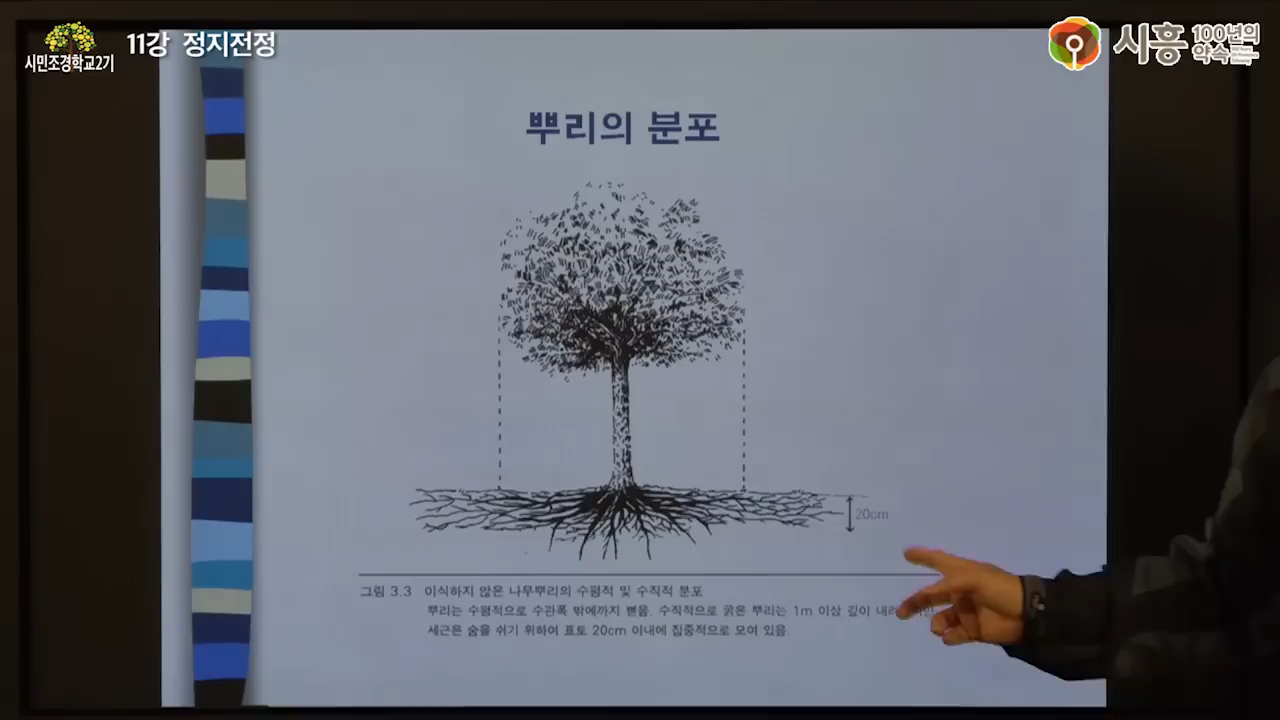 시민조경학교2기
11강 정지전정
시흥 100년의 약속
뿌리의 분포
20cm
그림 3.3 이식하지 않은 나무뿌리의 수평적 및 수직적 분포
뿌리는 수평적으로 수관폭 밖에까지 뻗음. 수직적으로 굵은 뿌리는 1m 이상 깊이
세근은 숨을 쉬기 위하여 표토 20cm 이내에 집중적으로 모여 있음.